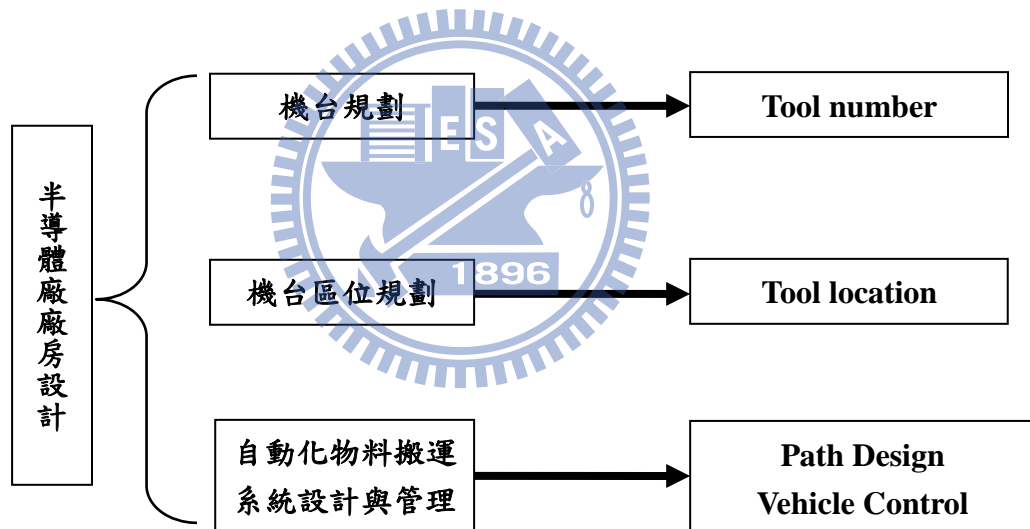 半導體廠廠房設計
機台規劃
Tool number
ESA
1896
機台區位規劃
Tool location
自動化物料搬運
系統設計與管理
Path Design
Vehicle Control